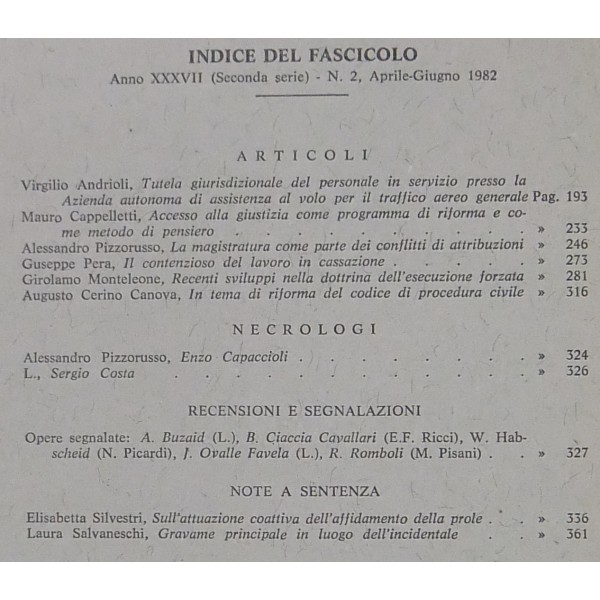 INDICE DEL FASCICOLO
Anno XXXVII (Seconda serie) - N. 2, Aprile-Giugno 1982
ARTICOLI
Virgilio Andrioli, Tutela giurisdizionale del personale in servizio presso la
Azienda autonoma di assistenza al volo per il traffico aereo generale Pag. 193
Mauro Cappelletti, Accesso alla giustizia come programma di riforma e co-
me metodo di pensiero . . . . . . . . . . » 233
Alessandro Pizzorusso, La magistratura come parte dei conflitti di attribuzioni » 246
Guseppe Pera, Il contenzioso del lavoro in cassazione . . . . . » 273
Girolamo Monteleone, Recenti sviluppi nella dottrina dell'esecuzione forzata » 281
Augusto Cerino Canova, In tema di riforma del codice di procedura civile » 316
NECROLOGI
Alessandro Pizzorusso, Enzo Capaccioli . . . . . . . . » 324
L., Sergio Costa . . . . . . . . . . . » 326
RECENSIONI E SEGNALAZIONI
Opere segnalate: A. Buzaid (L.), B. Ciaccia Cavallari (E.F. Ricci), W. Hab-
scheid (N. Picardi), J. Ovalle Favela (L.), R. Romboli (M. Pisani) . . » 327
NOTE A SENTENZA
Elisabetta Silvestri, Sull'attuazione coattiva dell'affidamento della prole . . » 336
Laura Salvaneschi, Gravame principale in luogo dell'incidentale . . » 361